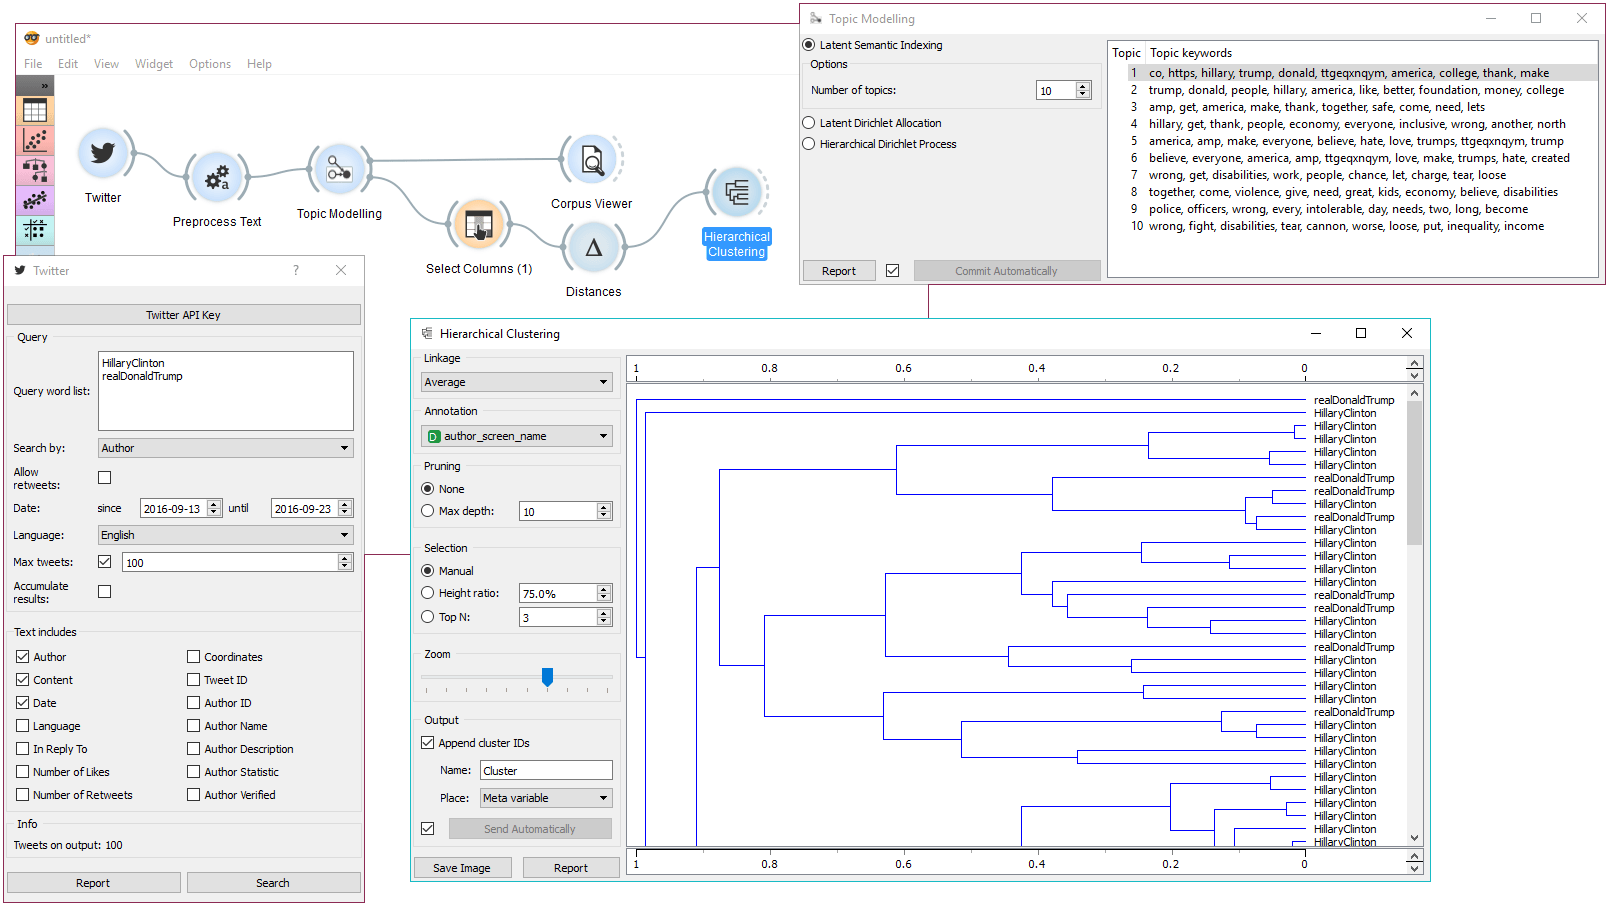 untitled*
File Edit View Widget Options Help
»
Twitter
Preprocess Text
Topic Modelling
Corpus Viewer
Select Columns (1)
Distances
Hierarchical
Clustering
Topic Modelling
Latent Semantic Indexing
Options
Number of topics: 10
Latent Dirichlet Allocation
Hierarchical Dirichlet Process
Report
Commit Automatically
Topic Topic keywords
1 co, https, hillary, trump, donald, ttgeqxnqym, america, college, thank, make
2 trump, donald, people, hillary, america, like, better, foundation, money, college
3 amp, get, america, make, thank, together, safe, come, need, lets
4 hillary, get, thank, people, economy, everyone, inclusive, wrong, another, north
5 america, amp, make, everyone, believe, hate, love, trumps, ttgeqxnqym, trump
6 believe, everyone, america, amp, ttgeqxnqym, love, make, trumps, hate, created
7 wrong, get, disabilities, work, people, chance, let, charge, tear, loose
8 together, come, violence, give, need, great, kids, economy, believe, disabilities
9 police, officers, wrong, every, intolerable, day, needs, two, long, become
10 wrong, fight, disabilities, tear, cannon, worse, loose, put, inequality, income
Twitter ?
Twitter API Key
Query
Query word list:
HillaryClinton
realDonaldTrump
Search by: Author
Allow
retweets:
Date: since 2016-09-13 until 2016-09-23
Language: English
Max tweets: 100
Accumulate
results:
Text includes
Author Coordinates
Content Tweet ID
Date Author ID
Language Author Name
In Reply To Author Description
Number of Likes Author Statistic
Number of Retweets Author Verified
Info
Tweets on output: 100
Report Search
Hierarchical Clustering
Linkage
Average
Annotation
D author_screen_name
Pruning
None
Max depth: 10
Selection
Manual
Height ratio: 75.0%
Top N: 3
Zoom
Output
Append cluster IDs
Name: Cluster
Place: Meta variable
Send Automatically
Save Image Report
1 0.8 0.6 0.4 0.2 0
realDonaldTrump
HillaryClinton
HillaryClinton
HillaryClinton
HillaryClinton
HillaryClinton
realDonaldTrump
realDonaldTrump
HillaryClinton
realDonaldTrump
HillaryClinton
HillaryClinton
HillaryClinton
HillaryClinton
HillaryClinton
realDonaldTrump
realDonaldTrump
HillaryClinton
HillaryClinton
realDonaldTrump
HillaryClinton
HillaryClinton
HillaryClinton
HillaryClinton
realDonaldTrump
HillaryClinton
HillaryClinton
HillaryClinton
HillaryClinton
HillaryClinton
HillaryClinton
HillaryClinton
HillaryClinton
HillaryClinton
HillaryClinton
1 0.8 0.6 0.4 0.2 0